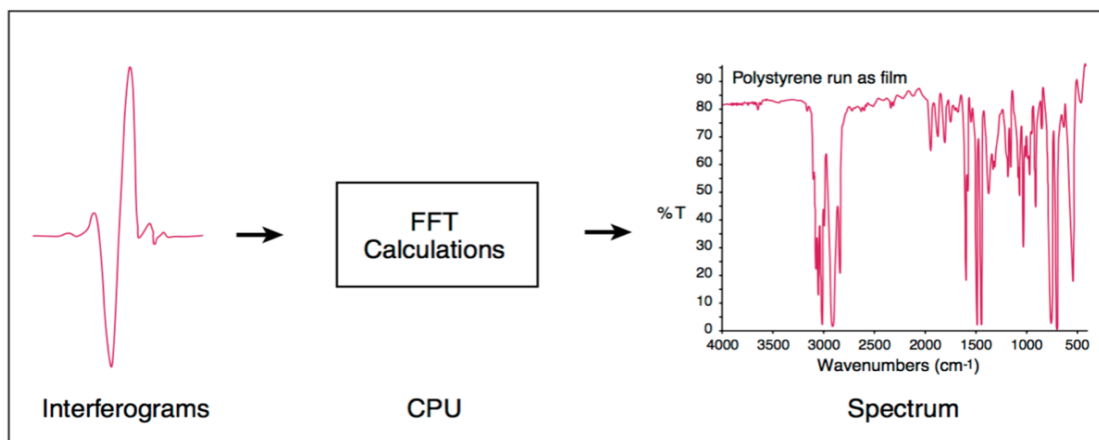 Polystyrene run as film
90
80
70
60
50
%T
40
30
20
10
0
4000 3500 3000 2500 2000 1500 1000 500
Wavenumbers (cm-1)
FFT
Calculations
Interferograms
CPU
Spectrum